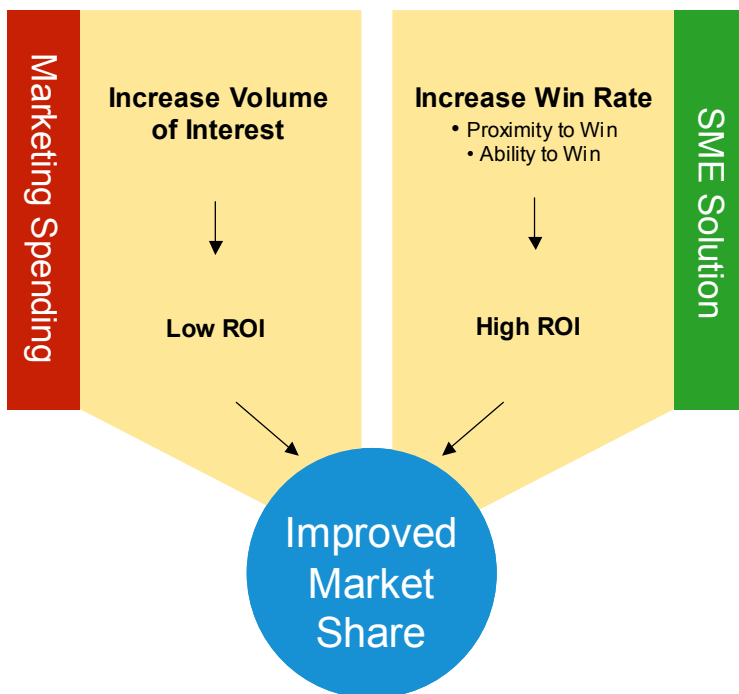 Marketing Spending
Increase Volume
of Interest
Low ROI
Increase Win Rate
• Proximity to Win
• Ability to Win
High ROI
SME Solution
Improved
Market
Share